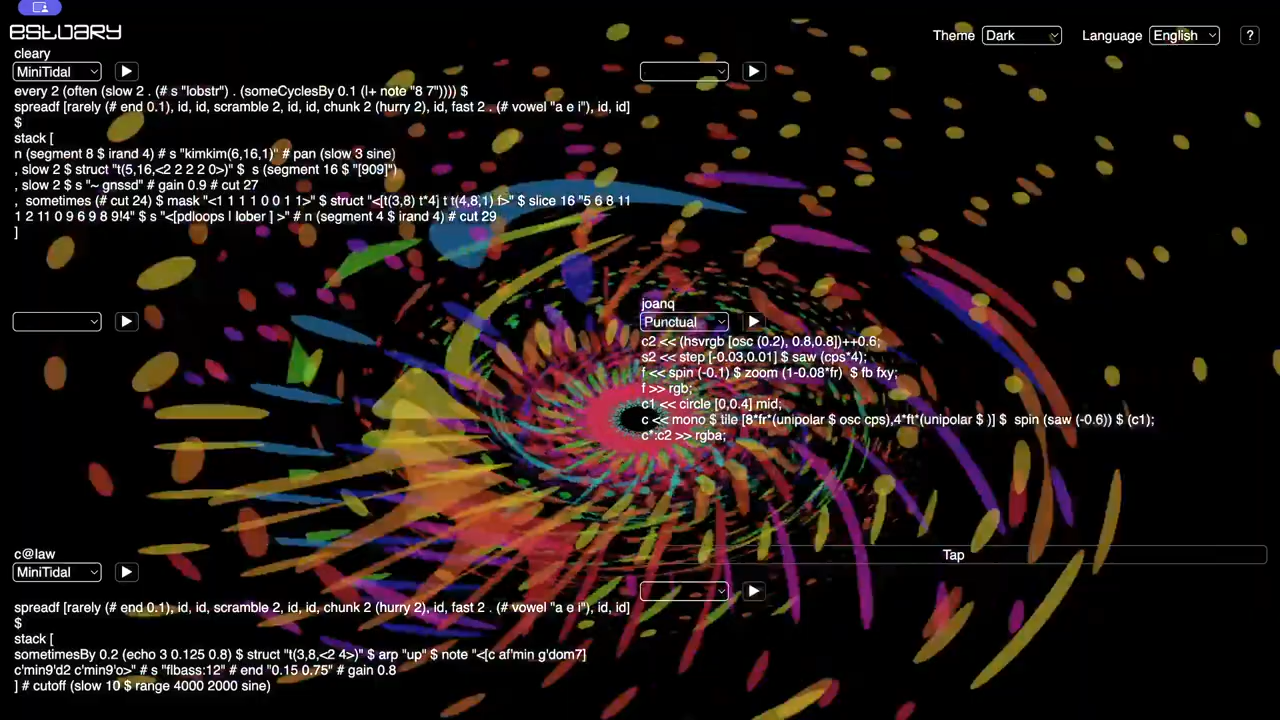 estuary
Theme Dark Language English ?
cleary
MiniTidal
every 2 (often (slow 2 . (# s "lobstr") . (someCyclesBy 0.1 (|+ note "8 7")))) $
spreadf [rarely (# end 0.1), id, id, scramble 2, id, id, chunk 2 (hurry 2), id, fast 2 . (# vowel "a e i"), id, id]
$
stack [
n (segment 8 $ irand 4) # s "kimkim(6,16,1)" # pan (slow 3 sine)
, slow 2 $ struct "t(5,16,<2 2 2 2 0>)" $  s (segment 16 $ "[909]")
, slow 2 $ s "~ gnssd" # gain 0.9 # cut 27
,  sometimes (# cut 24) $ mask "<1 1 1 1 0 0 1 1>" $ struct "<[t(3,8) t*4] t t(4,8,1) f>" $ slice 16 "5 6 8 11
1 2 11 0 9 6 9 8 9!4" $ s "<[pdloops | lober ] >" # n (segment 4 $ irand 4) # cut 29
]
joanq
Punctual
c2 << (hsvrgb [osc (0.2), 0.8,0.8])++0.6;
s2 << step [-0.03,0.01] $ saw (cps*4);
f << spin (-0.1) $ zoom (1-0.08*fr)  $ fb fxy;
f >> rgb;
c1 << circle [0,0.4] mid;
c << mono $ tile [8*fr*(unipolar $ osc cps),4*ft*(unipolar $ )] $  spin (saw (-0.6)) $ (c1);
c*:c2 >> rgba;
Tap
c@law
MiniTidal
spreadf [rarely (# end 0.1), id, id, scramble 2, id, id, chunk 2 (hurry 2), id, fast 2 . (# vowel "a e i"), id, id]
$
stack [
sometimesBy 0.2 (echo 3 0.125 0.8) $ struct "t(3,8,<2 4>)" $ arp "up" $ note "<[c af'min g'dom7]
c'min9'd2 c'min9'o>" # s "flbass:12" # end "0.15 0.75" # gain 0.8
] # cutoff (slow 10 $ range 4000 2000 sine)